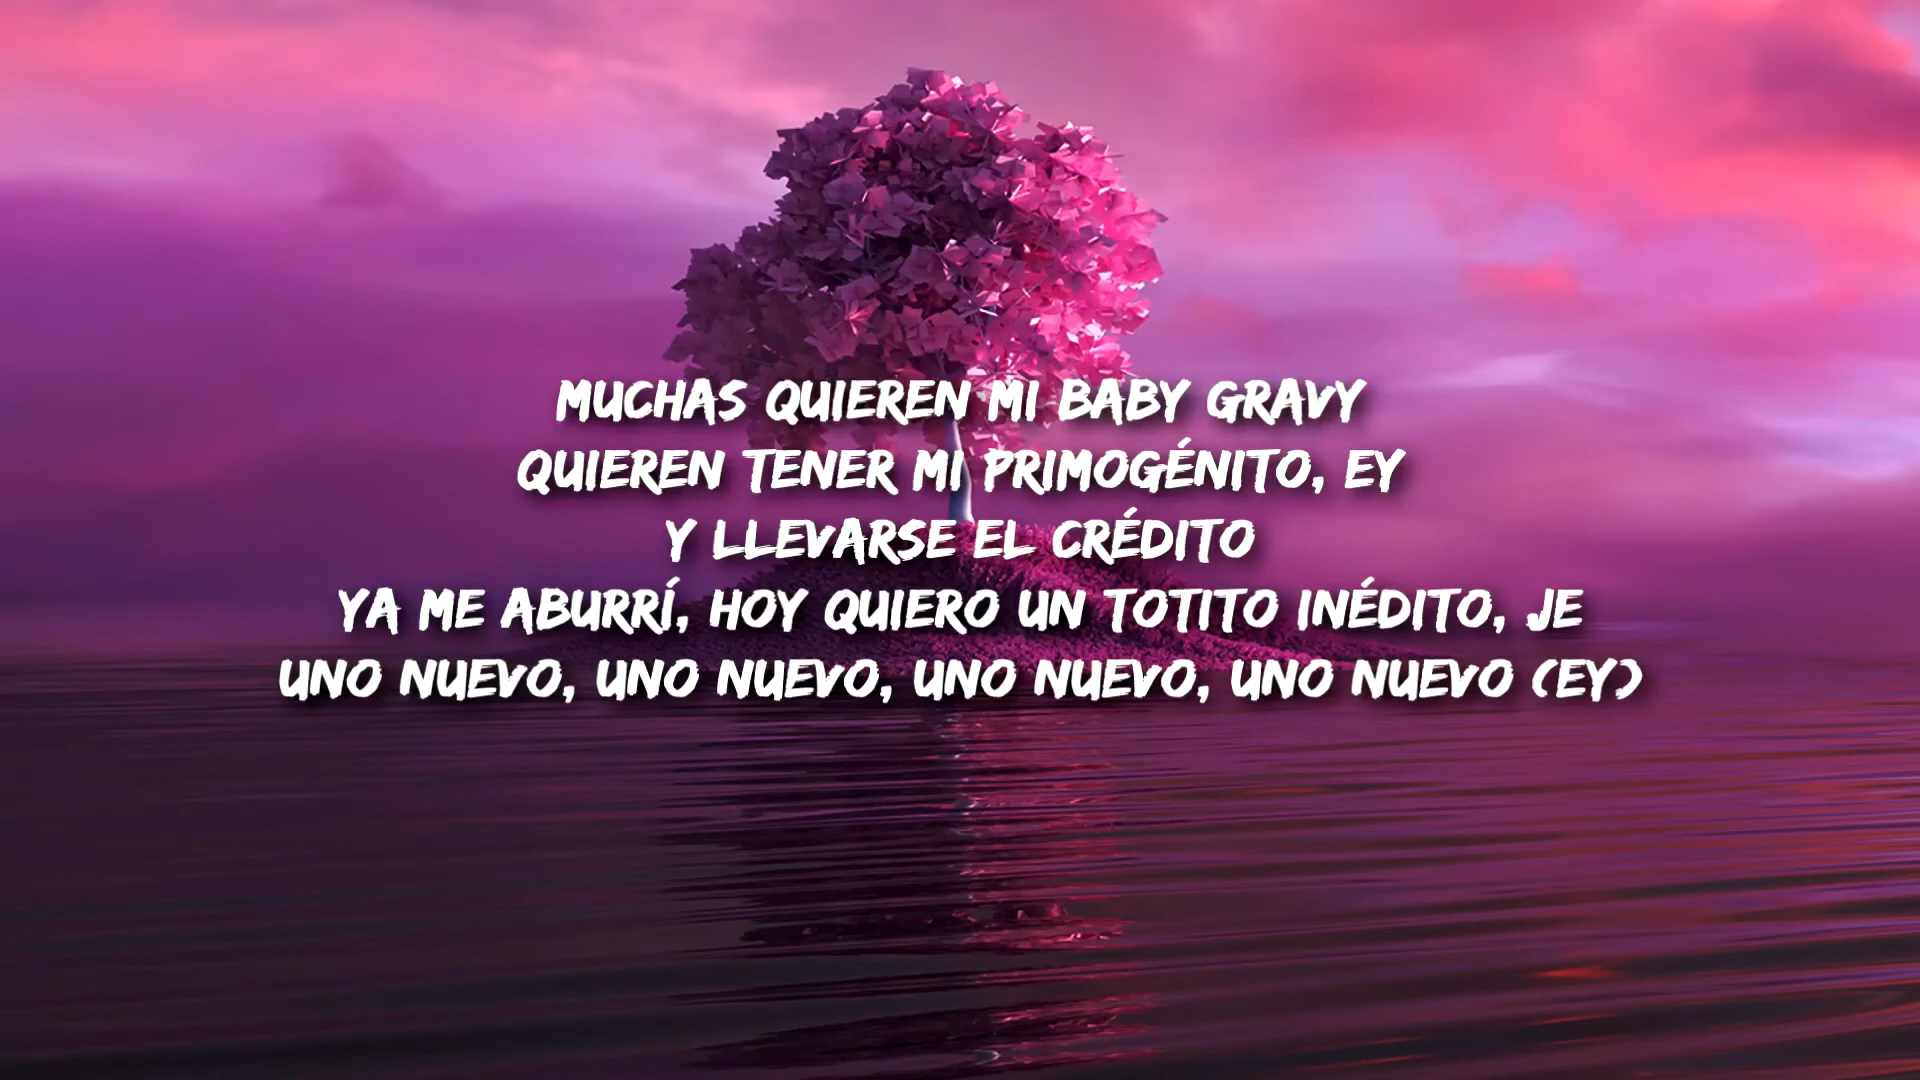 MUCHAS QUIEREN MI BABY GRAVY
QUIEREN TENER MI PRIMOGÉNITO, EY
Y LLEVARSE EL CRÉDITO
YA ME ABURRÍ, HOY QUIERO UN TOTITO INÉDITO, JE
UNO NUEVO, UNO NUEVO, UNO NUEVO, UNO NUEVO (EY)